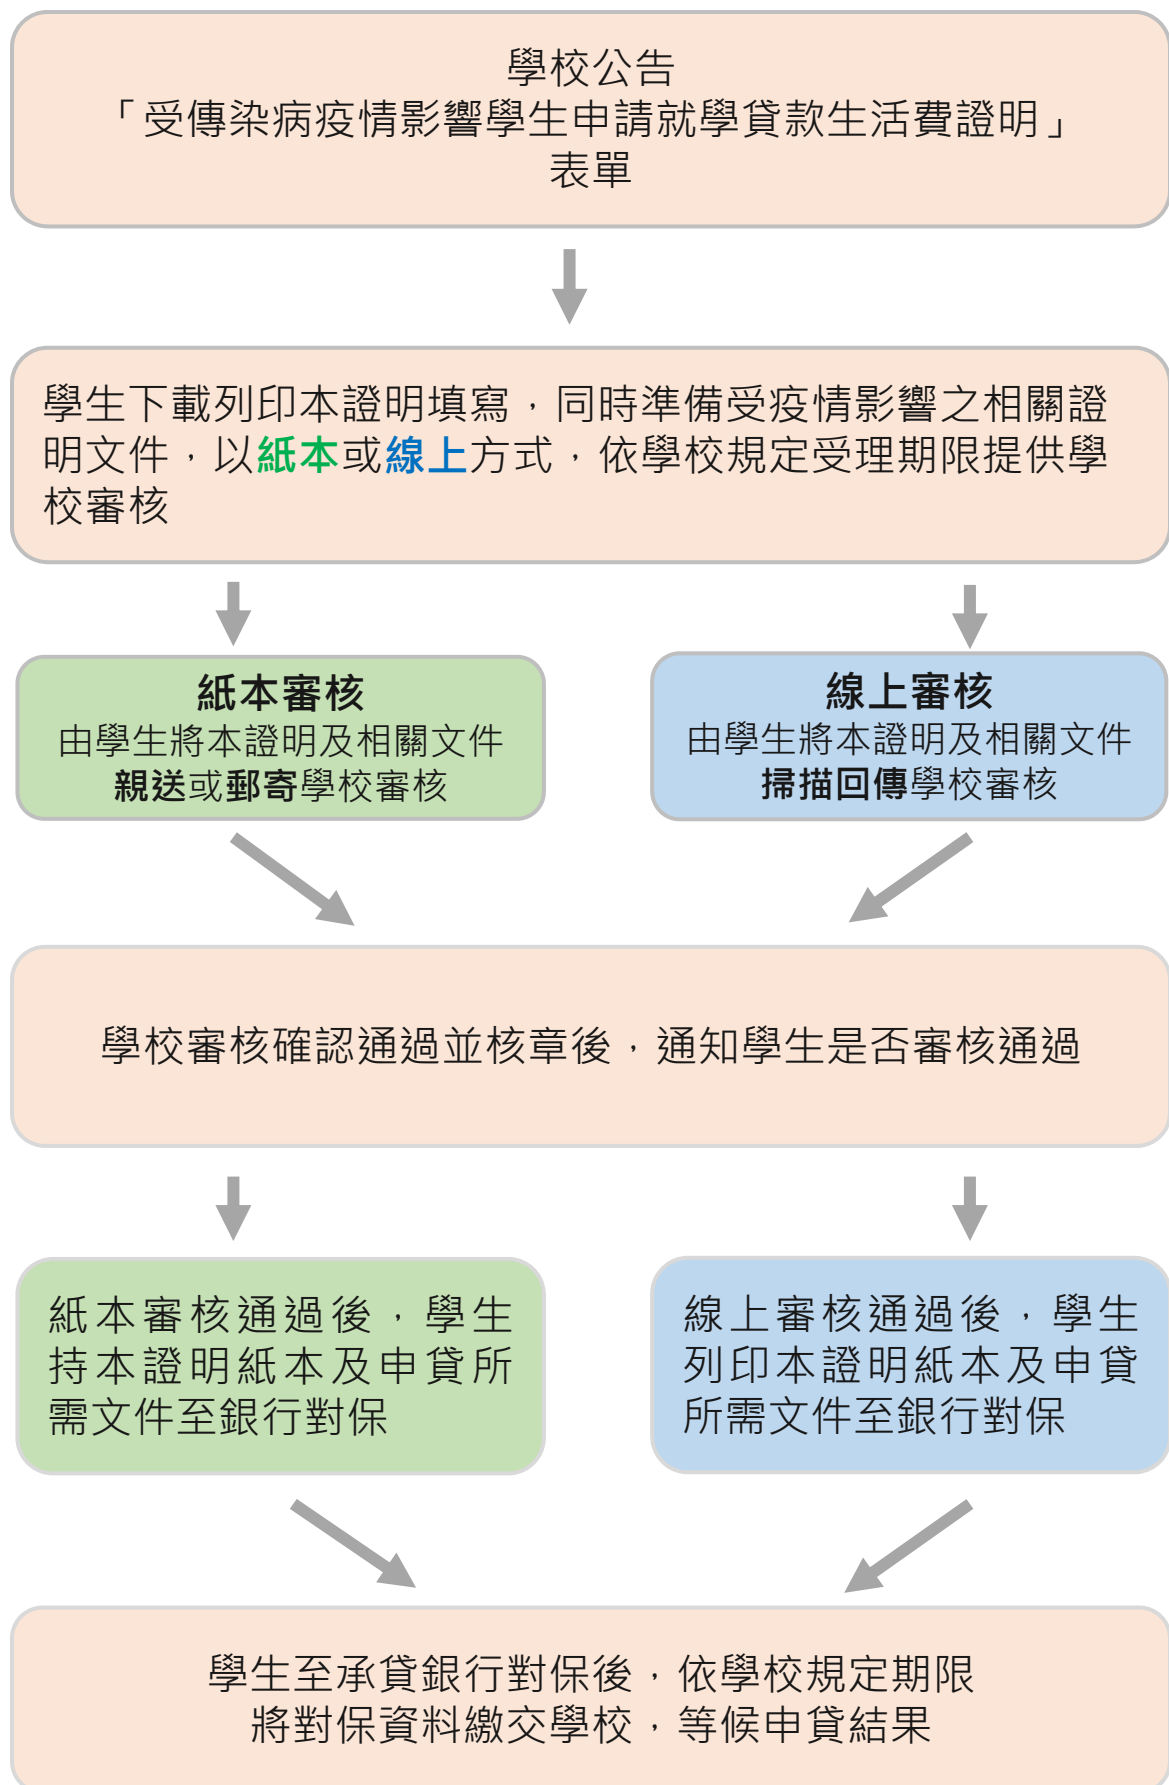 學校公告
「受傳染病疫情影響學生申請就學貸款生活費證明」
表單
學生下載列印本證明填寫，同時準備受疫情影響之相關證
明文件，以紙本或線上方式，依學校規定受理期限提供學
校審核
紙本審核
由學生將本證明及相關文件
親送或郵寄學校審核
線上審核
由學生將本證明及相關文件
掃描回傳學校審核
學校審核確認通過並核章後，通知學生是否審核通過
紙本審核通過後，學生
持本證明紙本及申貸所
需文件至銀行對保
線上審核通過後，學生
列印本證明紙本及申貸
所需文件至銀行對保
學生至承貸銀行對保後，依學校規定期限
將對保資料繳交學校，等候申貸結果